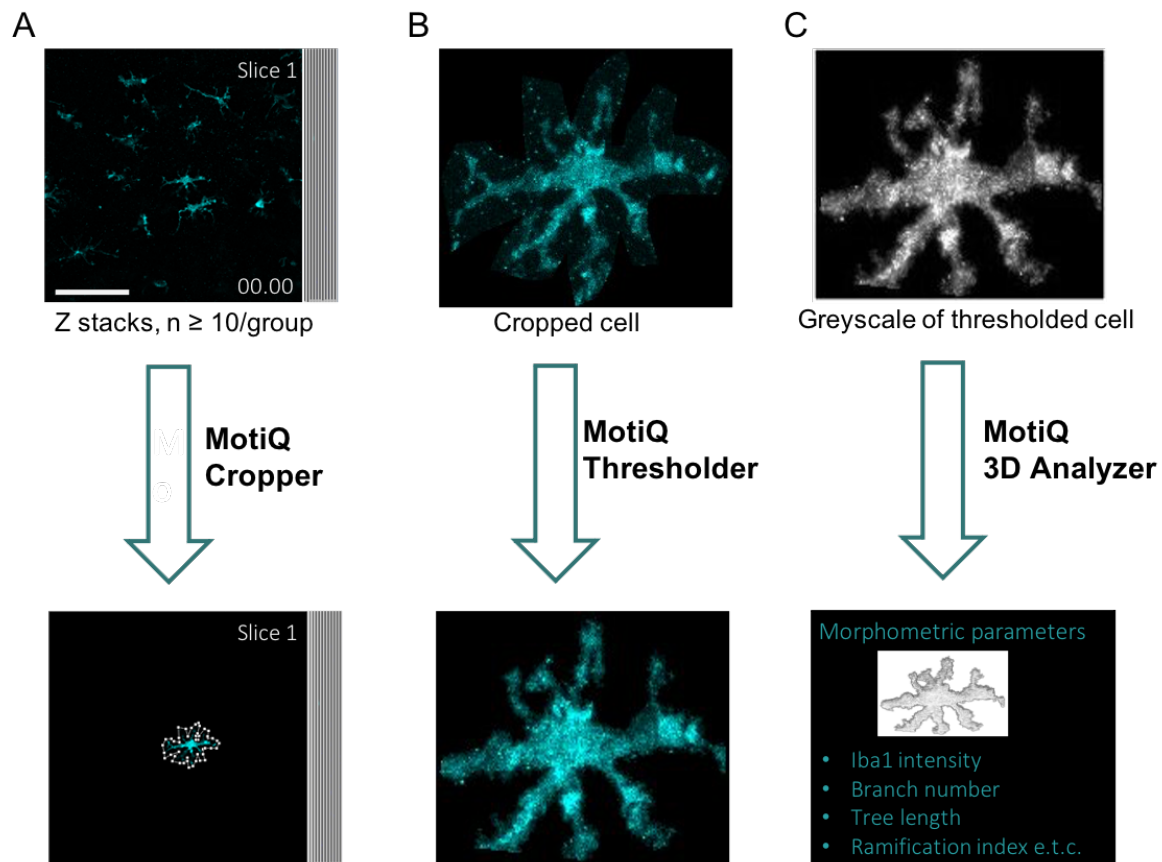 A
B
C
Slice 1
00.00
Z stacks, n ≥ 10/group
Cropped cell
Greyscale of thresholded cell
M
o
MotiQ
Cropper
MotiQ
Thresholder
MotiQ
3D Analyzer
Slice 1
Morphometric parameters
• Iba1 intensity
• Branch number
• Tree length
• Ramification index e.t.c.